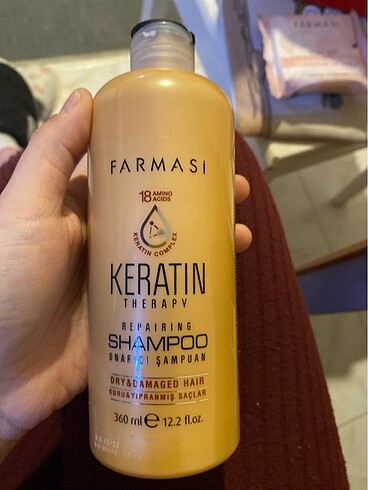 FARMASi
FARMASİ
18 AMINO
ACIDS
KERATIN COMPLEX
KERATIN
THERAPY
REPAIRING
SHAMPOO
ONARICI ŞAMPUAN
DRY&DAMAGED HAIR
KURU&YIPRANMIŞ SAÇLAR
360 ml e 12.2 fl.oz.